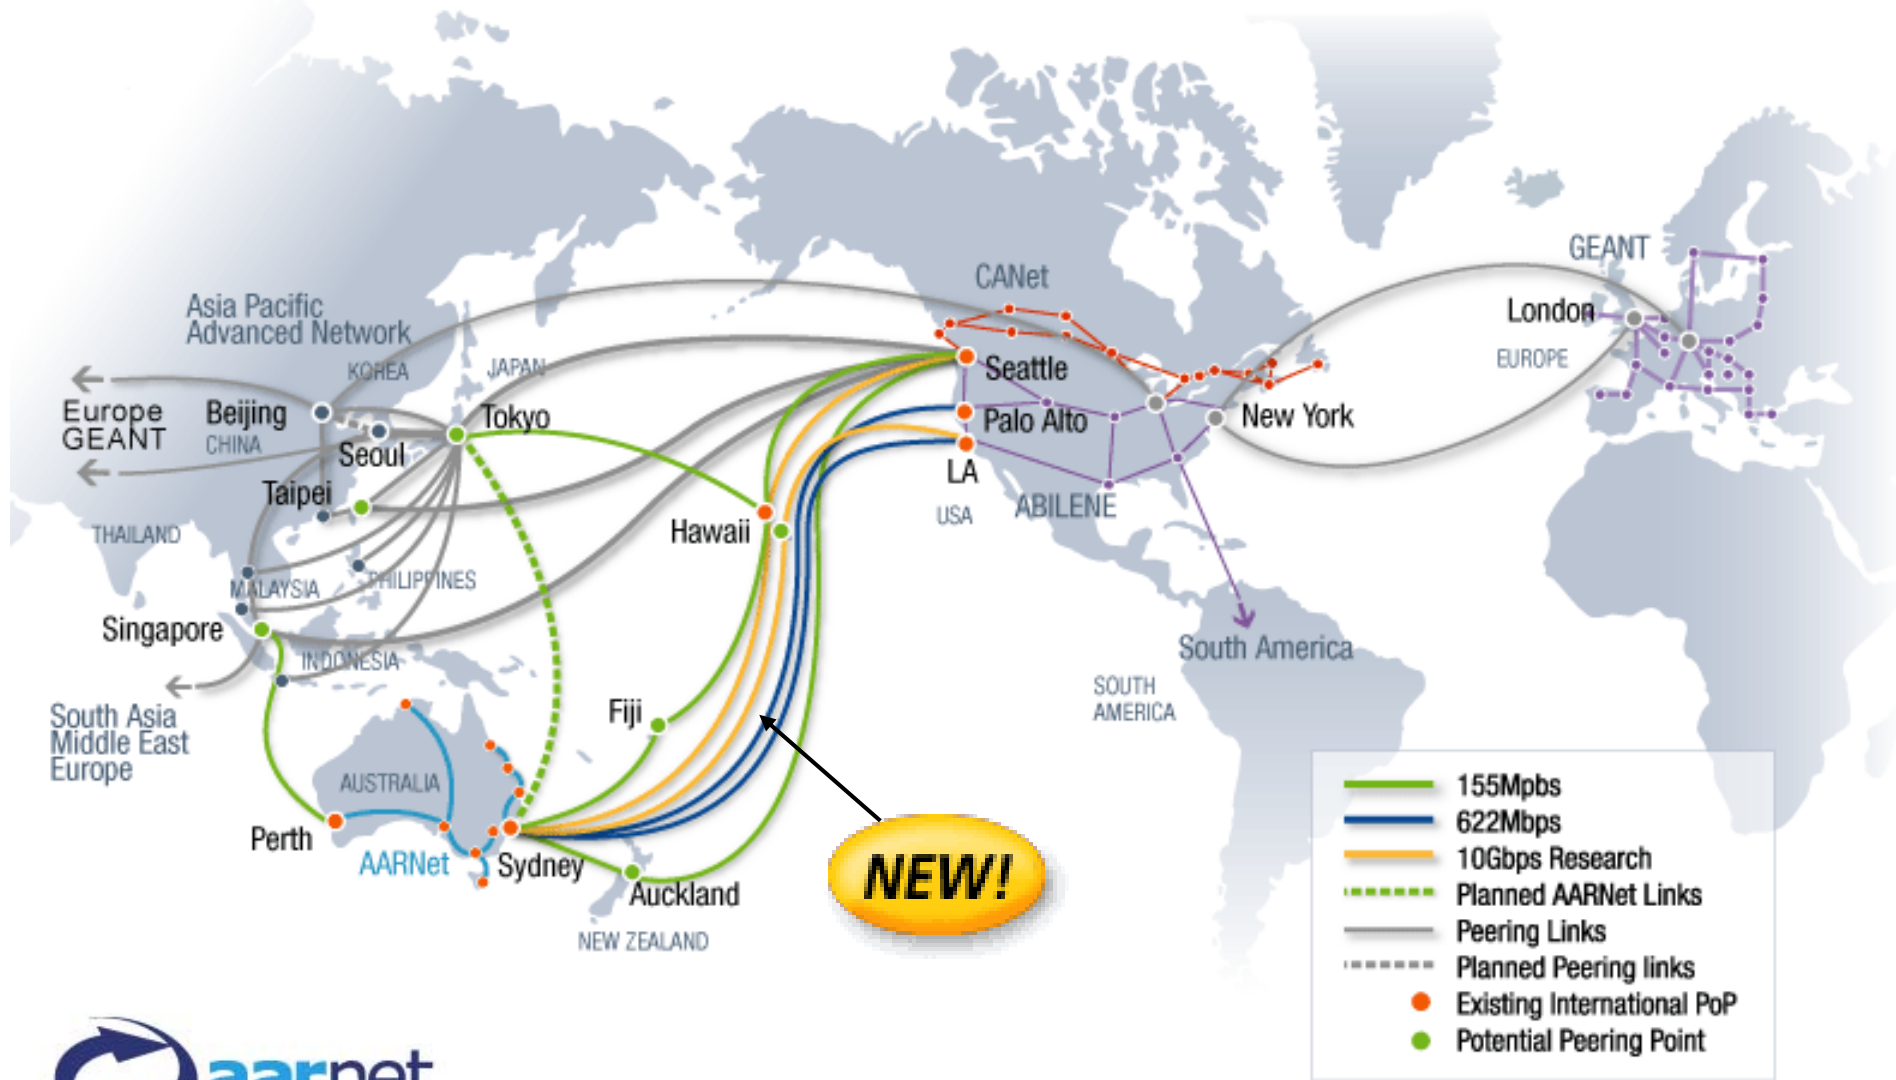 GEANT
CANet
London
EUROPE
Asia Pacific
Advanced Network
KOREA
JAPAN
Seattle
Europe
GEANT
Beijing
CHINA
Seoul
Tokyo
Palo Alto
New York
LA
Taipei
USA
ABILENE
THAILAND
Hawaii
MALAYSIA
PHILIPPINES
Singapore
INDONESIA
South America
SOUTH
AMERICA
South Asia
Middle East
Europe
Fiji
AUSTRALIA
Perth
AARNet
Sydney
Auckland
NEW ZEALAND
NEW!
155Mpbs
622Mbps
10Gbps Research
Planned AARNet Links
Peering Links
Planned Peering links
Existing International PoP
Potential Peering Point
aarnet